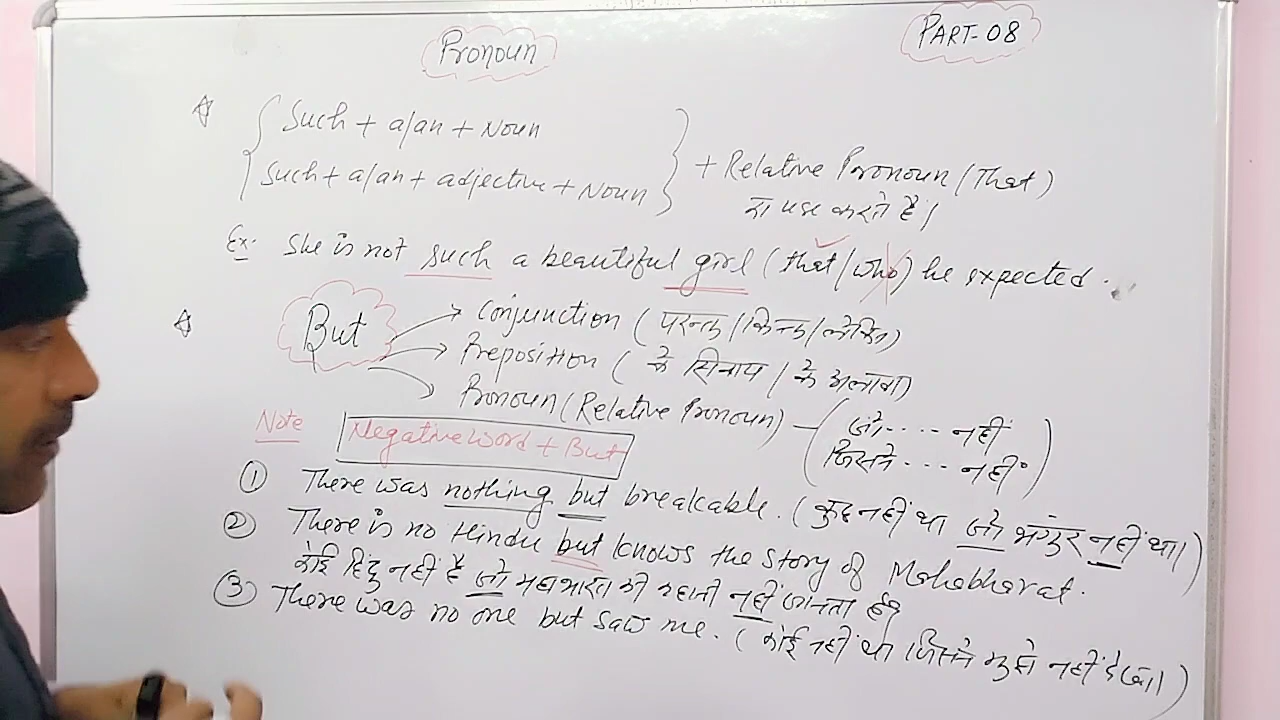 Pronoun
PART-08
Such + a/an + Noun
Such + a/an + adjective + Noun
+ Relative Pronoun (That)
का प्रयोग करते हैं।
Ex:- She is not such a beautiful girl (that/who) he expected.
But
Conjunction (परन्तु/किन्तु/लेकिन)
Preposition (के सिवाय/के अलावा)
Pronoun (Relative Pronoun) - (जो.... नहीं
जिसने... नहीं)
Note
Negative word + But
① There was nothing but breakable. (कुछ नहीं था जो भंगुर नहीं था।)
② There is no Hindu but knows the story of Mahabharat.
कोई हिंदू नहीं है जो महाभारत की कहानी नहीं जानता है।
③ There was no one but saw me. (कोई नहीं था जिसने मुझे नहीं देखा।)